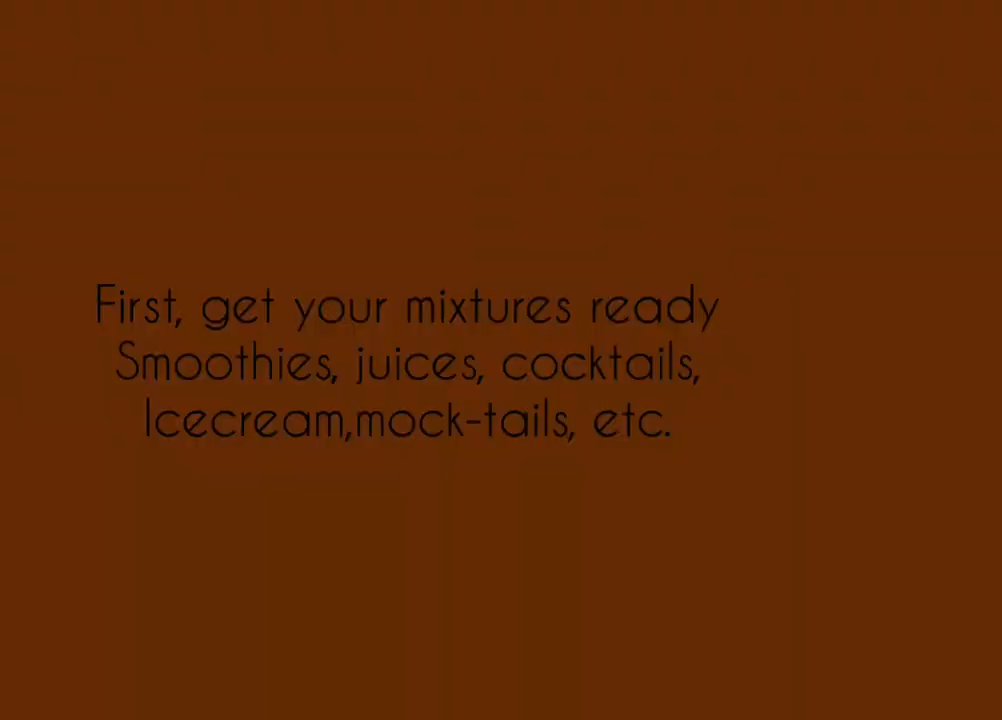 First, get your mixtures ready
Smoothies, juices, cocktails,
Icecream,mock-tails, etc.